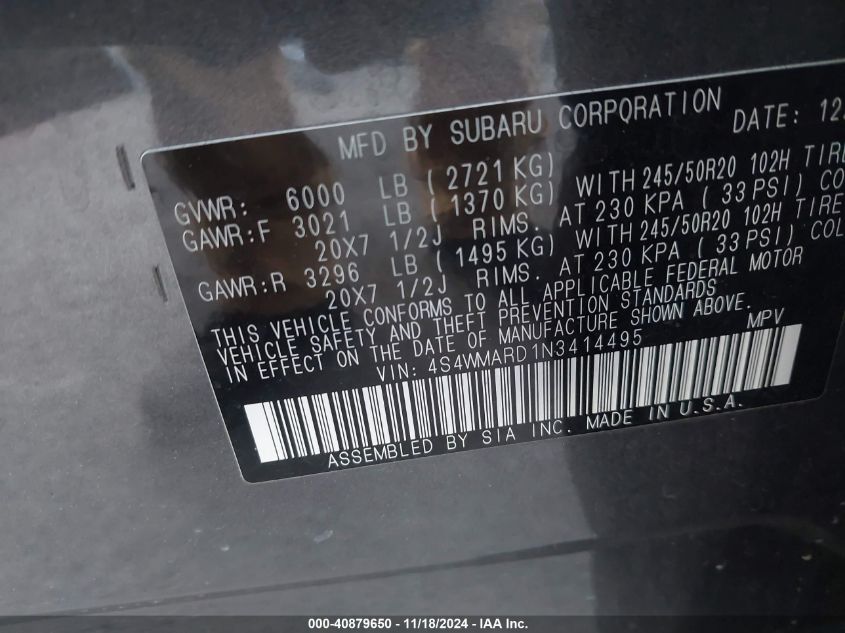 MFD BY SUBARU CORPORATION DATE: 12
GVWR: 6000 LB ( 2721 KG)
GAWR:F 3021 LB ( 1370 KG) WITH 245/50R20 102H TIRE
20X7 1/2J RIMS. AT 230 KPA ( 33 PSI) CO
GAWR:R 3296 LB ( 1495 KG) WITH 245/50R20 102H TIRE
20X7 1/2J RIMS. AT 230 KPA ( 33 PSI) COL
THIS VEHICLE CONFORMS TO ALL APPLICABLE FEDERAL MOTOR
VEHICLE SAFETY AND THEFT PREVENTION STANDARDS
IN EFFECT ON THE DATE OF MANUFACTURE SHOWN ABOVE.
VIN: 4S4WMARD1N3414495 MPV
ASSEMBLED BY SIA INC. MADE IN U.S.A.
000-40879650 - 11/18/2024 - IAA Inc.